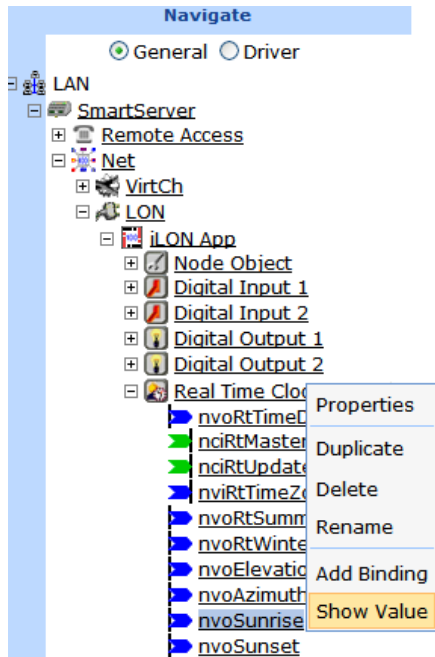 Navigate
General Driver
LAN
SmartServer
Remote Access
Net
VirtCh
LON
iLON App
Node Object
Digital Input 1
Digital Input 2
Digital Output 1
Digital Output 2
Real Time Cloc
nvoRtTimeD
nciRtMaster
nciRtUpdate
nviRtTimeZo
nvoRtSumm
nvoRtWinte
nvoElevatio
nvoAzimuth
nvoSunrise
nvoSunset
Properties
Duplicate
Delete
Rename
Add Binding
Show Value